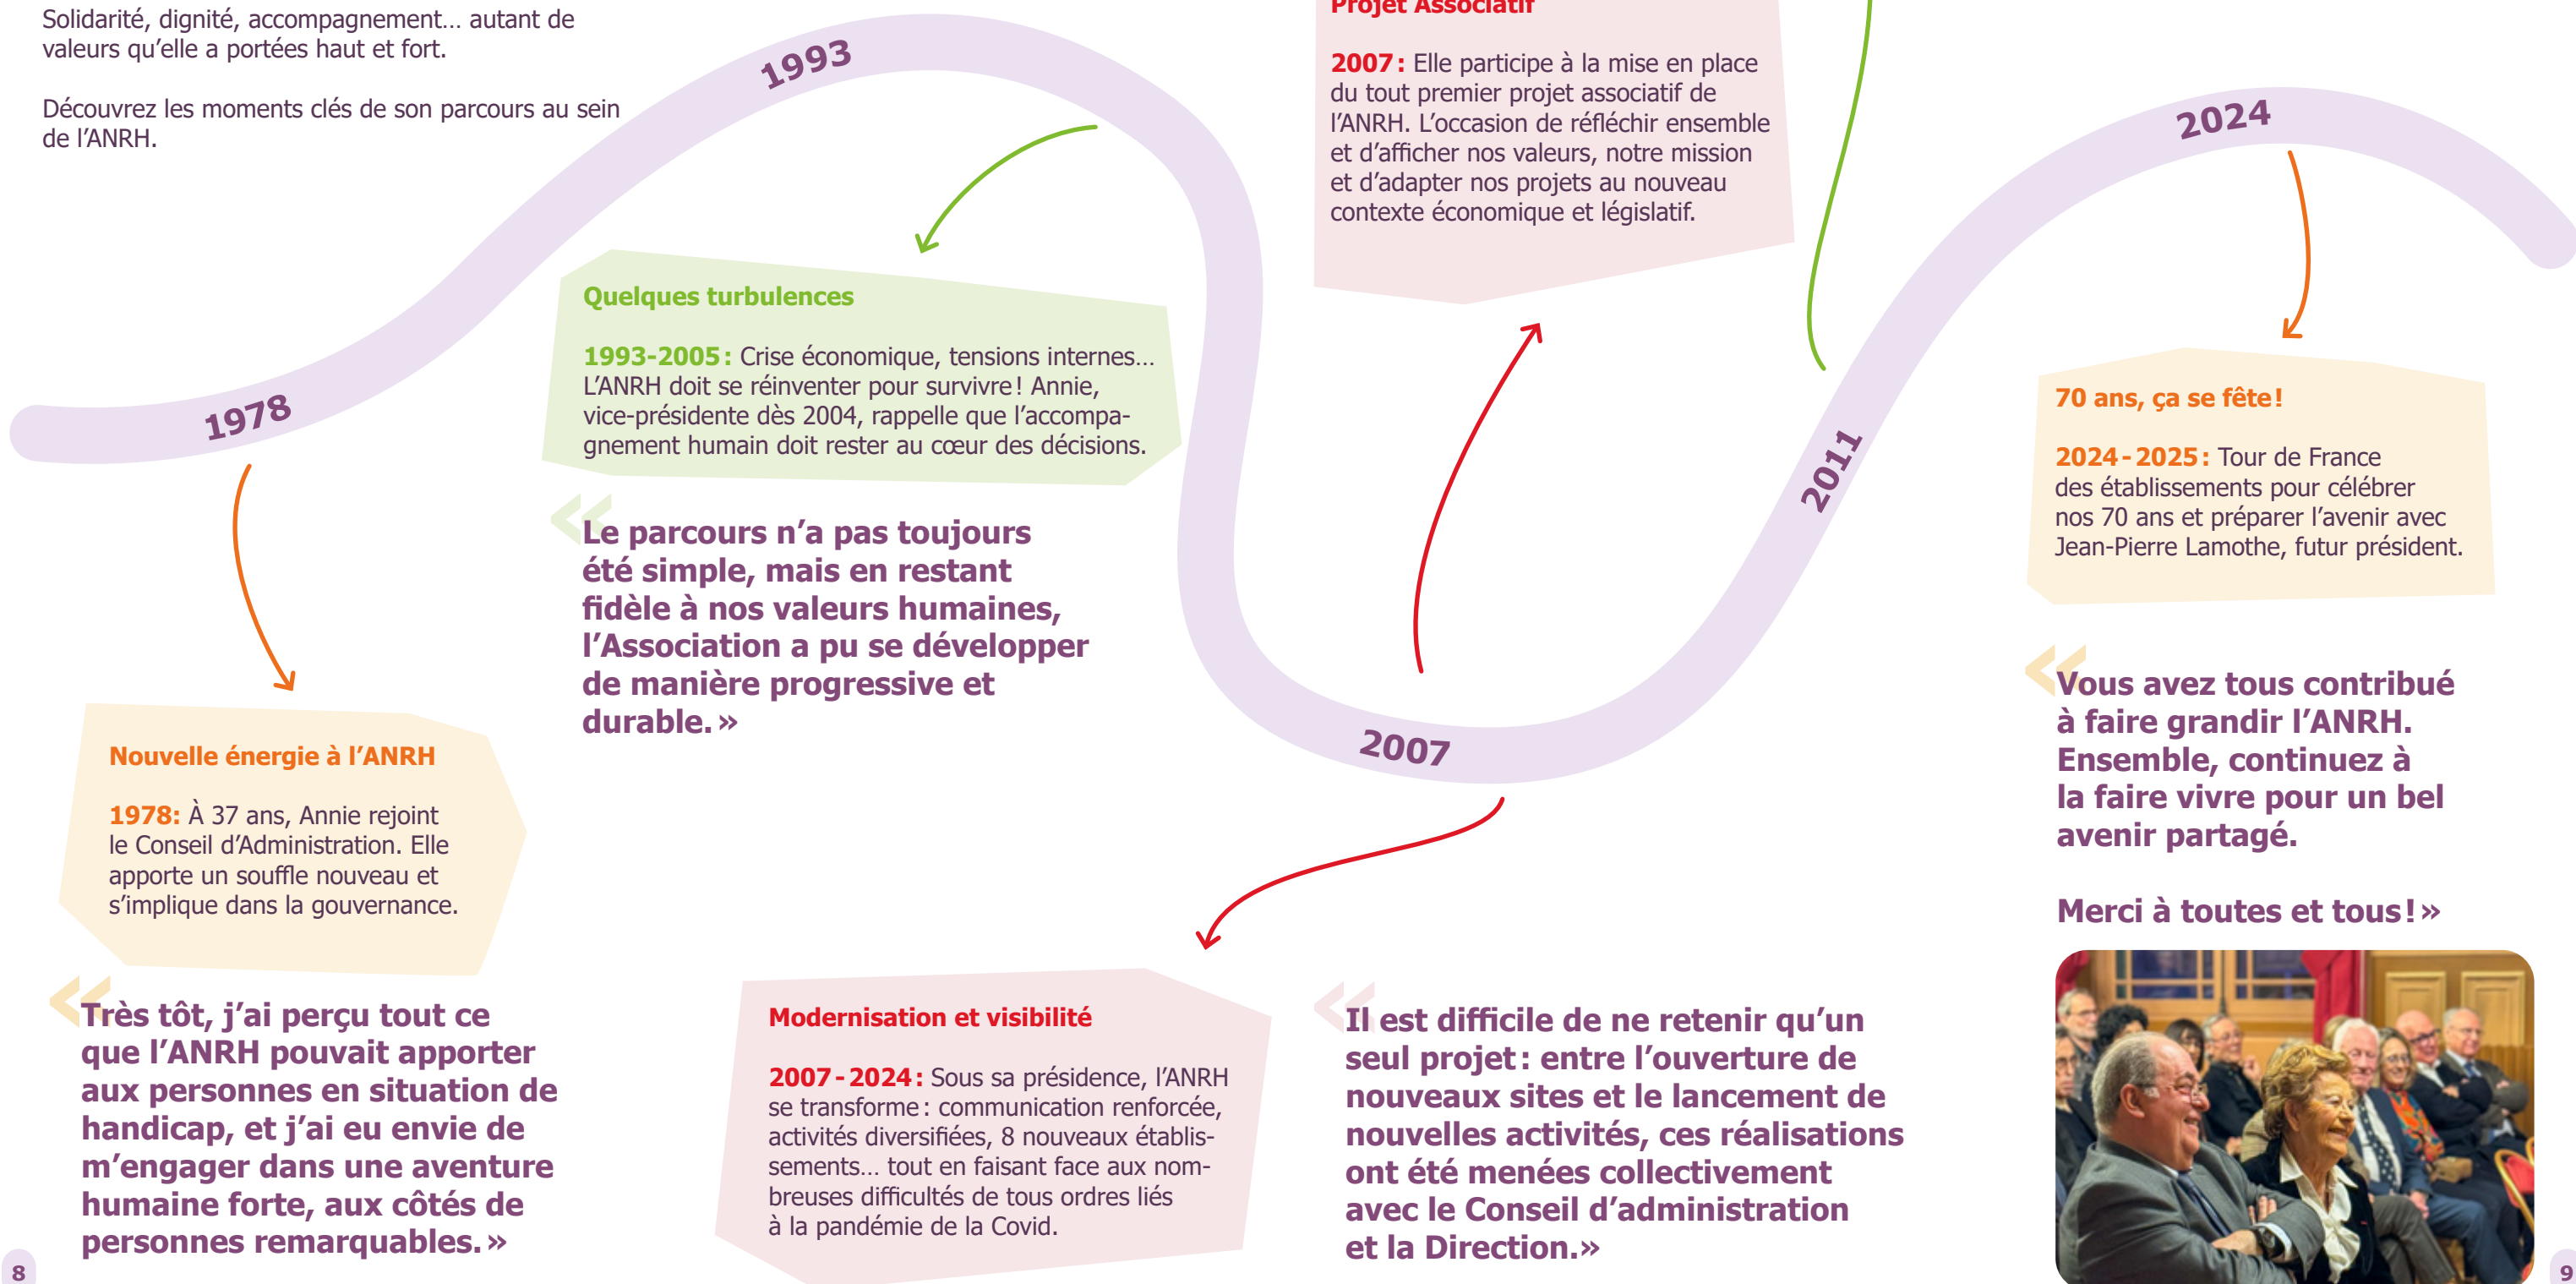 Solidarité, dignité, accompagnement… autant de
valeurs qu’elle a portées haut et fort.
Découvrez les moments clés de son parcours au sein
de l’ANRH.
1978
Nouvelle énergie à l’ANRH
1978: À 37 ans, Annie rejoint
le Conseil d’Administration. Elle
apporte un souffle nouveau et
s’implique dans la gouvernance.
«Très tôt, j’ai perçu tout ce
que l’ANRH pouvait apporter
aux personnes en situation de
handicap, et j’ai eu envie de
m’engager dans une aventure
humaine forte, aux côtés de
personnes remarquables. »
1993
Quelques turbulences
1993-2005 : Crise économique, tensions internes…
L’ANRH doit se réinventer pour survivre ! Annie,
vice-présidente dès 2004, rappelle que l’accompa-
gnement humain doit rester au cœur des décisions.
«Le parcours n’a pas toujours
été simple, mais en restant
fidèle à nos valeurs humaines,
l’Association a pu se développer
de manière progressive et
durable. »
2007
Projet Associatif
2007 : Elle participe à la mise en place
du tout premier projet associatif de
l’ANRH. L’occasion de réfléchir ensemble
et d’afficher nos valeurs, notre mission
et d’adapter nos projets au nouveau
contexte économique et législatif.
Modernisation et visibilité
2007 - 2024 : Sous sa présidence, l’ANRH
se transforme : communication renforcée,
activités diversifiées, 8 nouveaux établis-
sements… tout en faisant face aux nom-
breuses difficultés de tous ordres liés
à la pandémie de la Covid.
«Il est difficile de ne retenir qu’un
seul projet : entre l’ouverture de
nouveaux sites et le lancement de
nouvelles activités, ces réalisations
ont été menées collectivement
avec le Conseil d’administration
et la Direction.»
2011
2024
70 ans, ça se fête !
2024 - 2025 : Tour de France
des établissements pour célébrer
nos 70 ans et préparer l’avenir avec
Jean-Pierre Lamothe, futur président.
«Vous avez tous contribué
à faire grandir l’ANRH.
Ensemble, continuez à
la faire vivre pour un bel
avenir partagé.
Merci à toutes et tous ! »
8
9